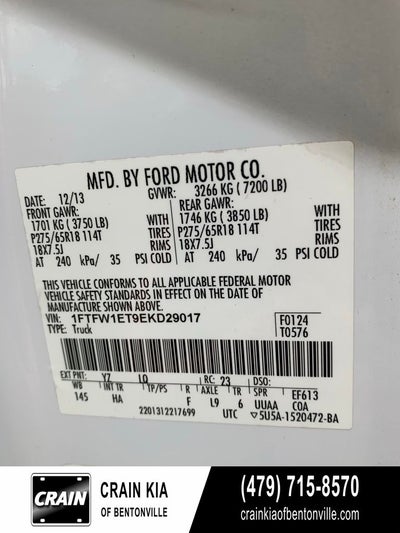 MFD. BY FORD MOTOR CO.
DATE: 12/13 GVWR: 3266 KG ( 7200 LB)
FRONT GAWR: REAR GAWR:
1701 KG ( 3750 LB) WITH 1746 KG ( 3850 LB) WITH
P275/65R18 114T TIRES P275/65R18 114T TIRES
18X7.5J RIMS 18X7.5J RIMS
AT 240 kPa/ 35 PSI COLD AT 240 kPa/ 35 PSI COLD
THIS VEHICLE CONFORMS TO ALL APPLICABLE FEDERAL MOTOR
VEHICLE SAFETY STANDARDS IN EFFECT ON THE DATE OF
MANUFACTURE SHOWN ABOVE.
VIN: 1FTFW1ET9EKD29017 F0124
TYPE: Truck T0576
EXT PNT: YZ LQ RC: 23 DSO:
WB INT TR TP/PS R AXLE TR SPR EF613
145 HA F L9 6 UUAA COA
2201312217699 UTC 5U5A-1520472-BA
CRAIN
CRAIN KIA
OF BENTONVILLE
(479) 715-8570
crainkiaofbentonville.com